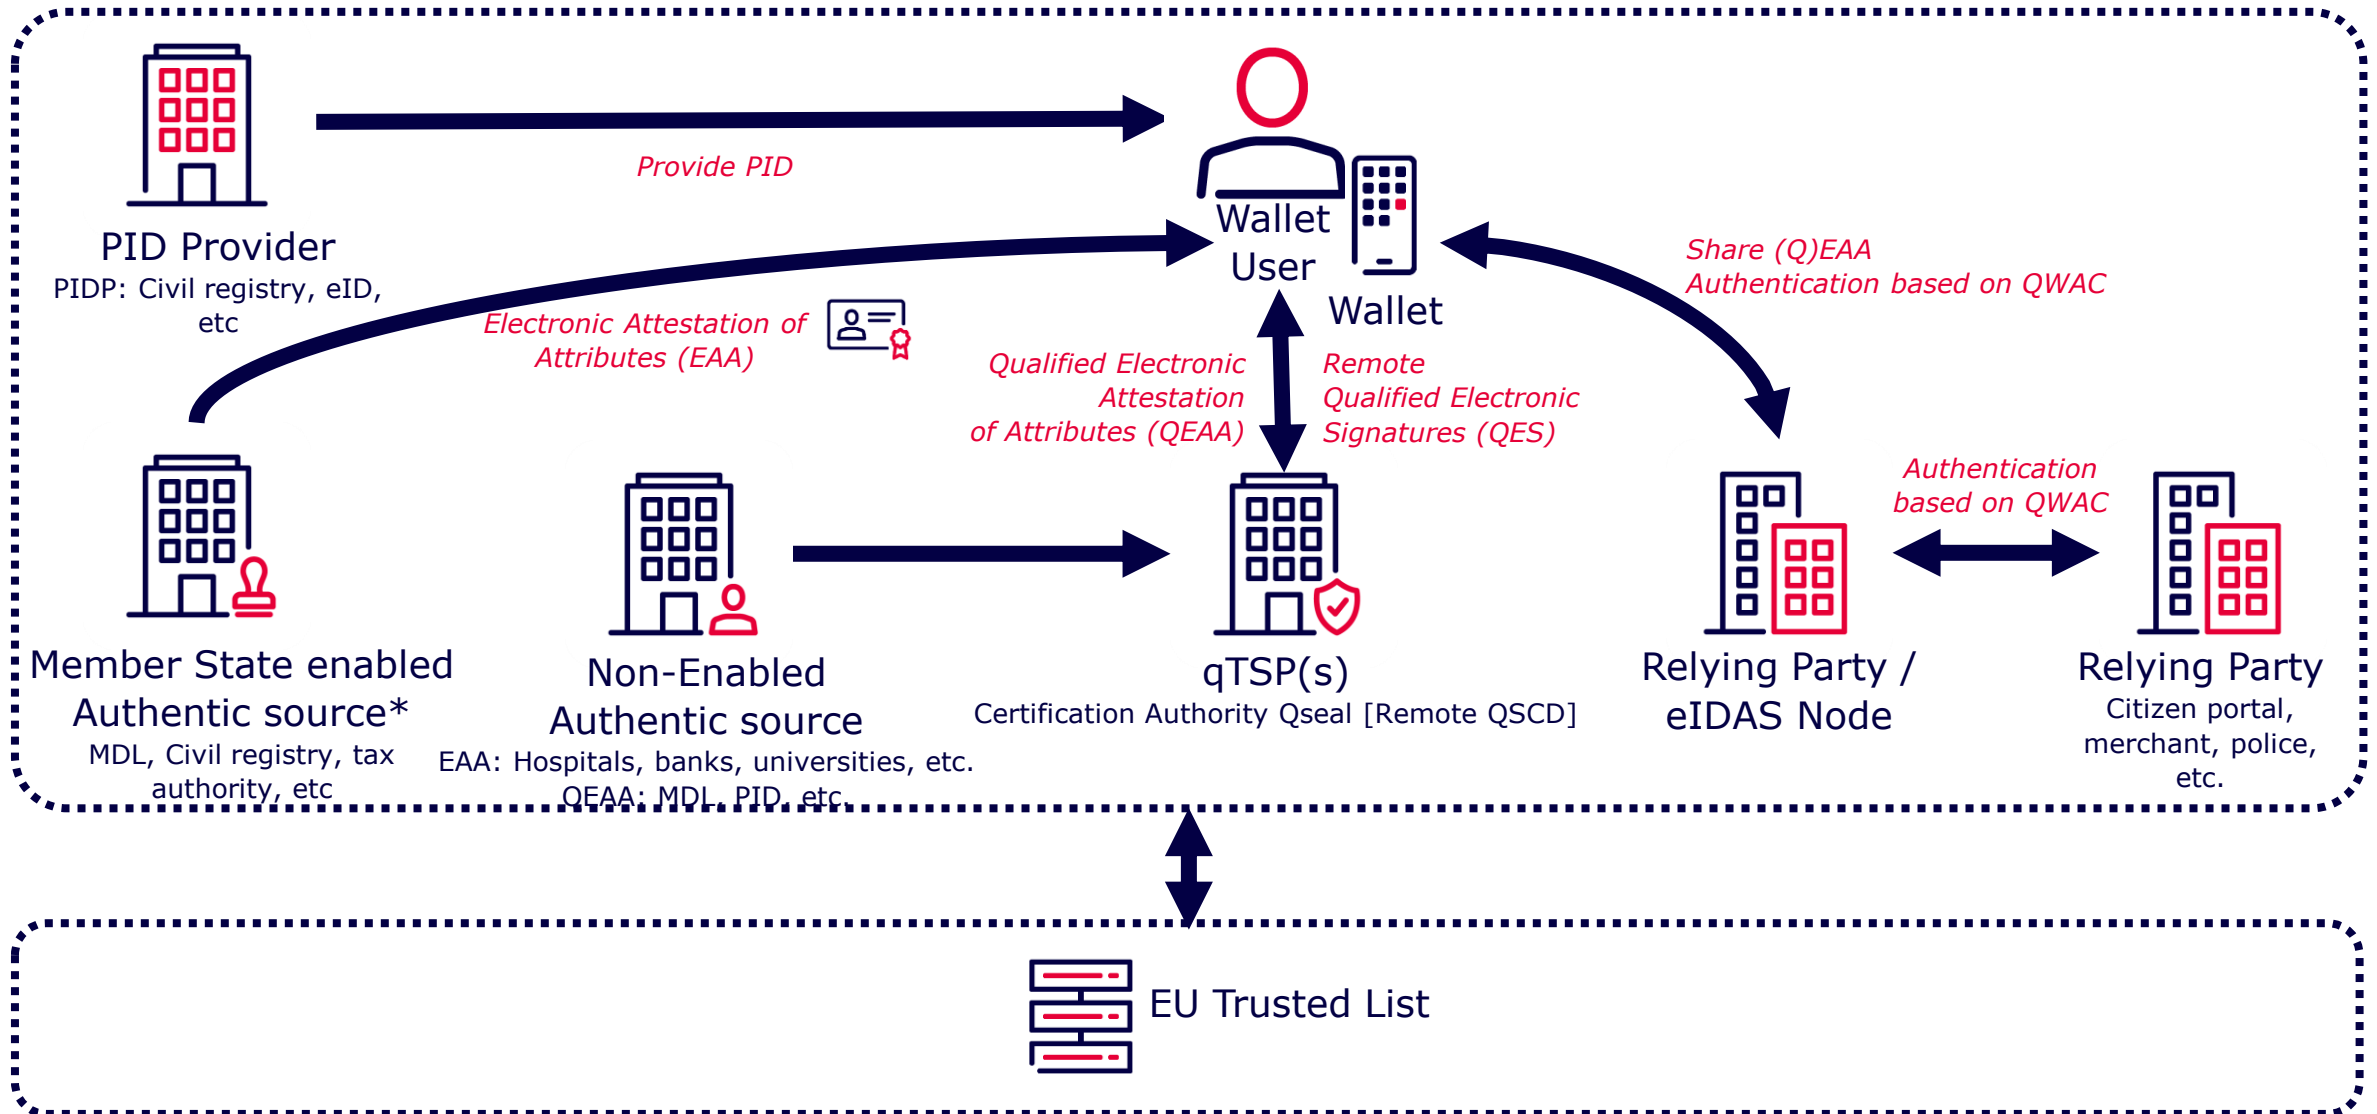 Provide PID
Wallet
User
Wallet
PID Provider
PIDP: Civil registry, eID,
etc
Share (Q)EAA
Authentication based on QWAC
Electronic Attestation of
Attributes (EAA)
Qualified Electronic
Attestation
of Attributes (QEAA)
Remote
Qualified Electronic
Signatures (QES)
Authentication
based on QWAC
Member State enabled
Authentic source*
MDL, Civil registry, tax
authority, etc
Non-Enabled
Authentic source
EAA: Hospitals, banks, universities, etc.
QEAA: MDL, PID, etc.
qTSP(s)
Certification Authority Qseal [Remote QSCD]
Relying Party /
eIDAS Node
Relying Party
Citizen portal,
merchant, police,
etc.
EU Trusted List